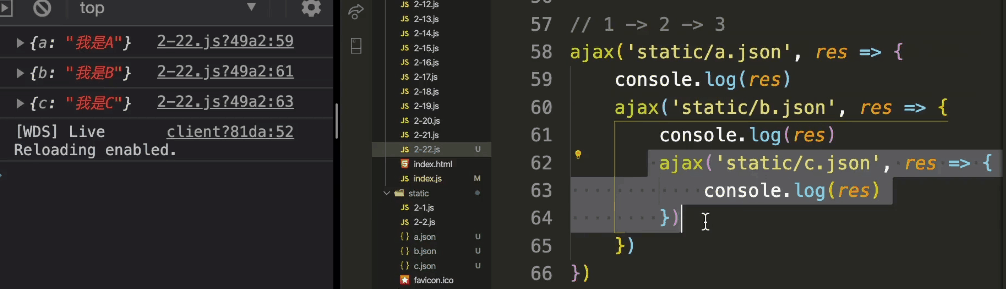 top
{a: "我是A"} 2-22.js?49a2:59
{b: "我是B"} 2-22.js?49a2:61
{c: "我是C"} 2-22.js?49a2:63
[WDS] Live client?81da:52
Reloading enabled.
JS 2-12.js
JS 2-13.js
JS 2-14.js
JS 2-15.js
JS 2-16.js
JS 2-17.js
JS 2-18.js
JS 2-19.js
JS 2-20.js
JS 2-21.js
JS 2-22.js U
index.html
JS index.js M
static
JS 2-1.js
JS 2-2.js
{} a.json U
{} b.json U
{} c.json U
favicon.ico
57 // 1 -> 2 -> 3
58 ajax('static/a.json', res => {
59 console.log(res)
60 ajax('static/b.json', res => {
61 console.log(res)
62 ajax('static/c.json', res => {
63 console.log(res)
64 })
65 })
66 })